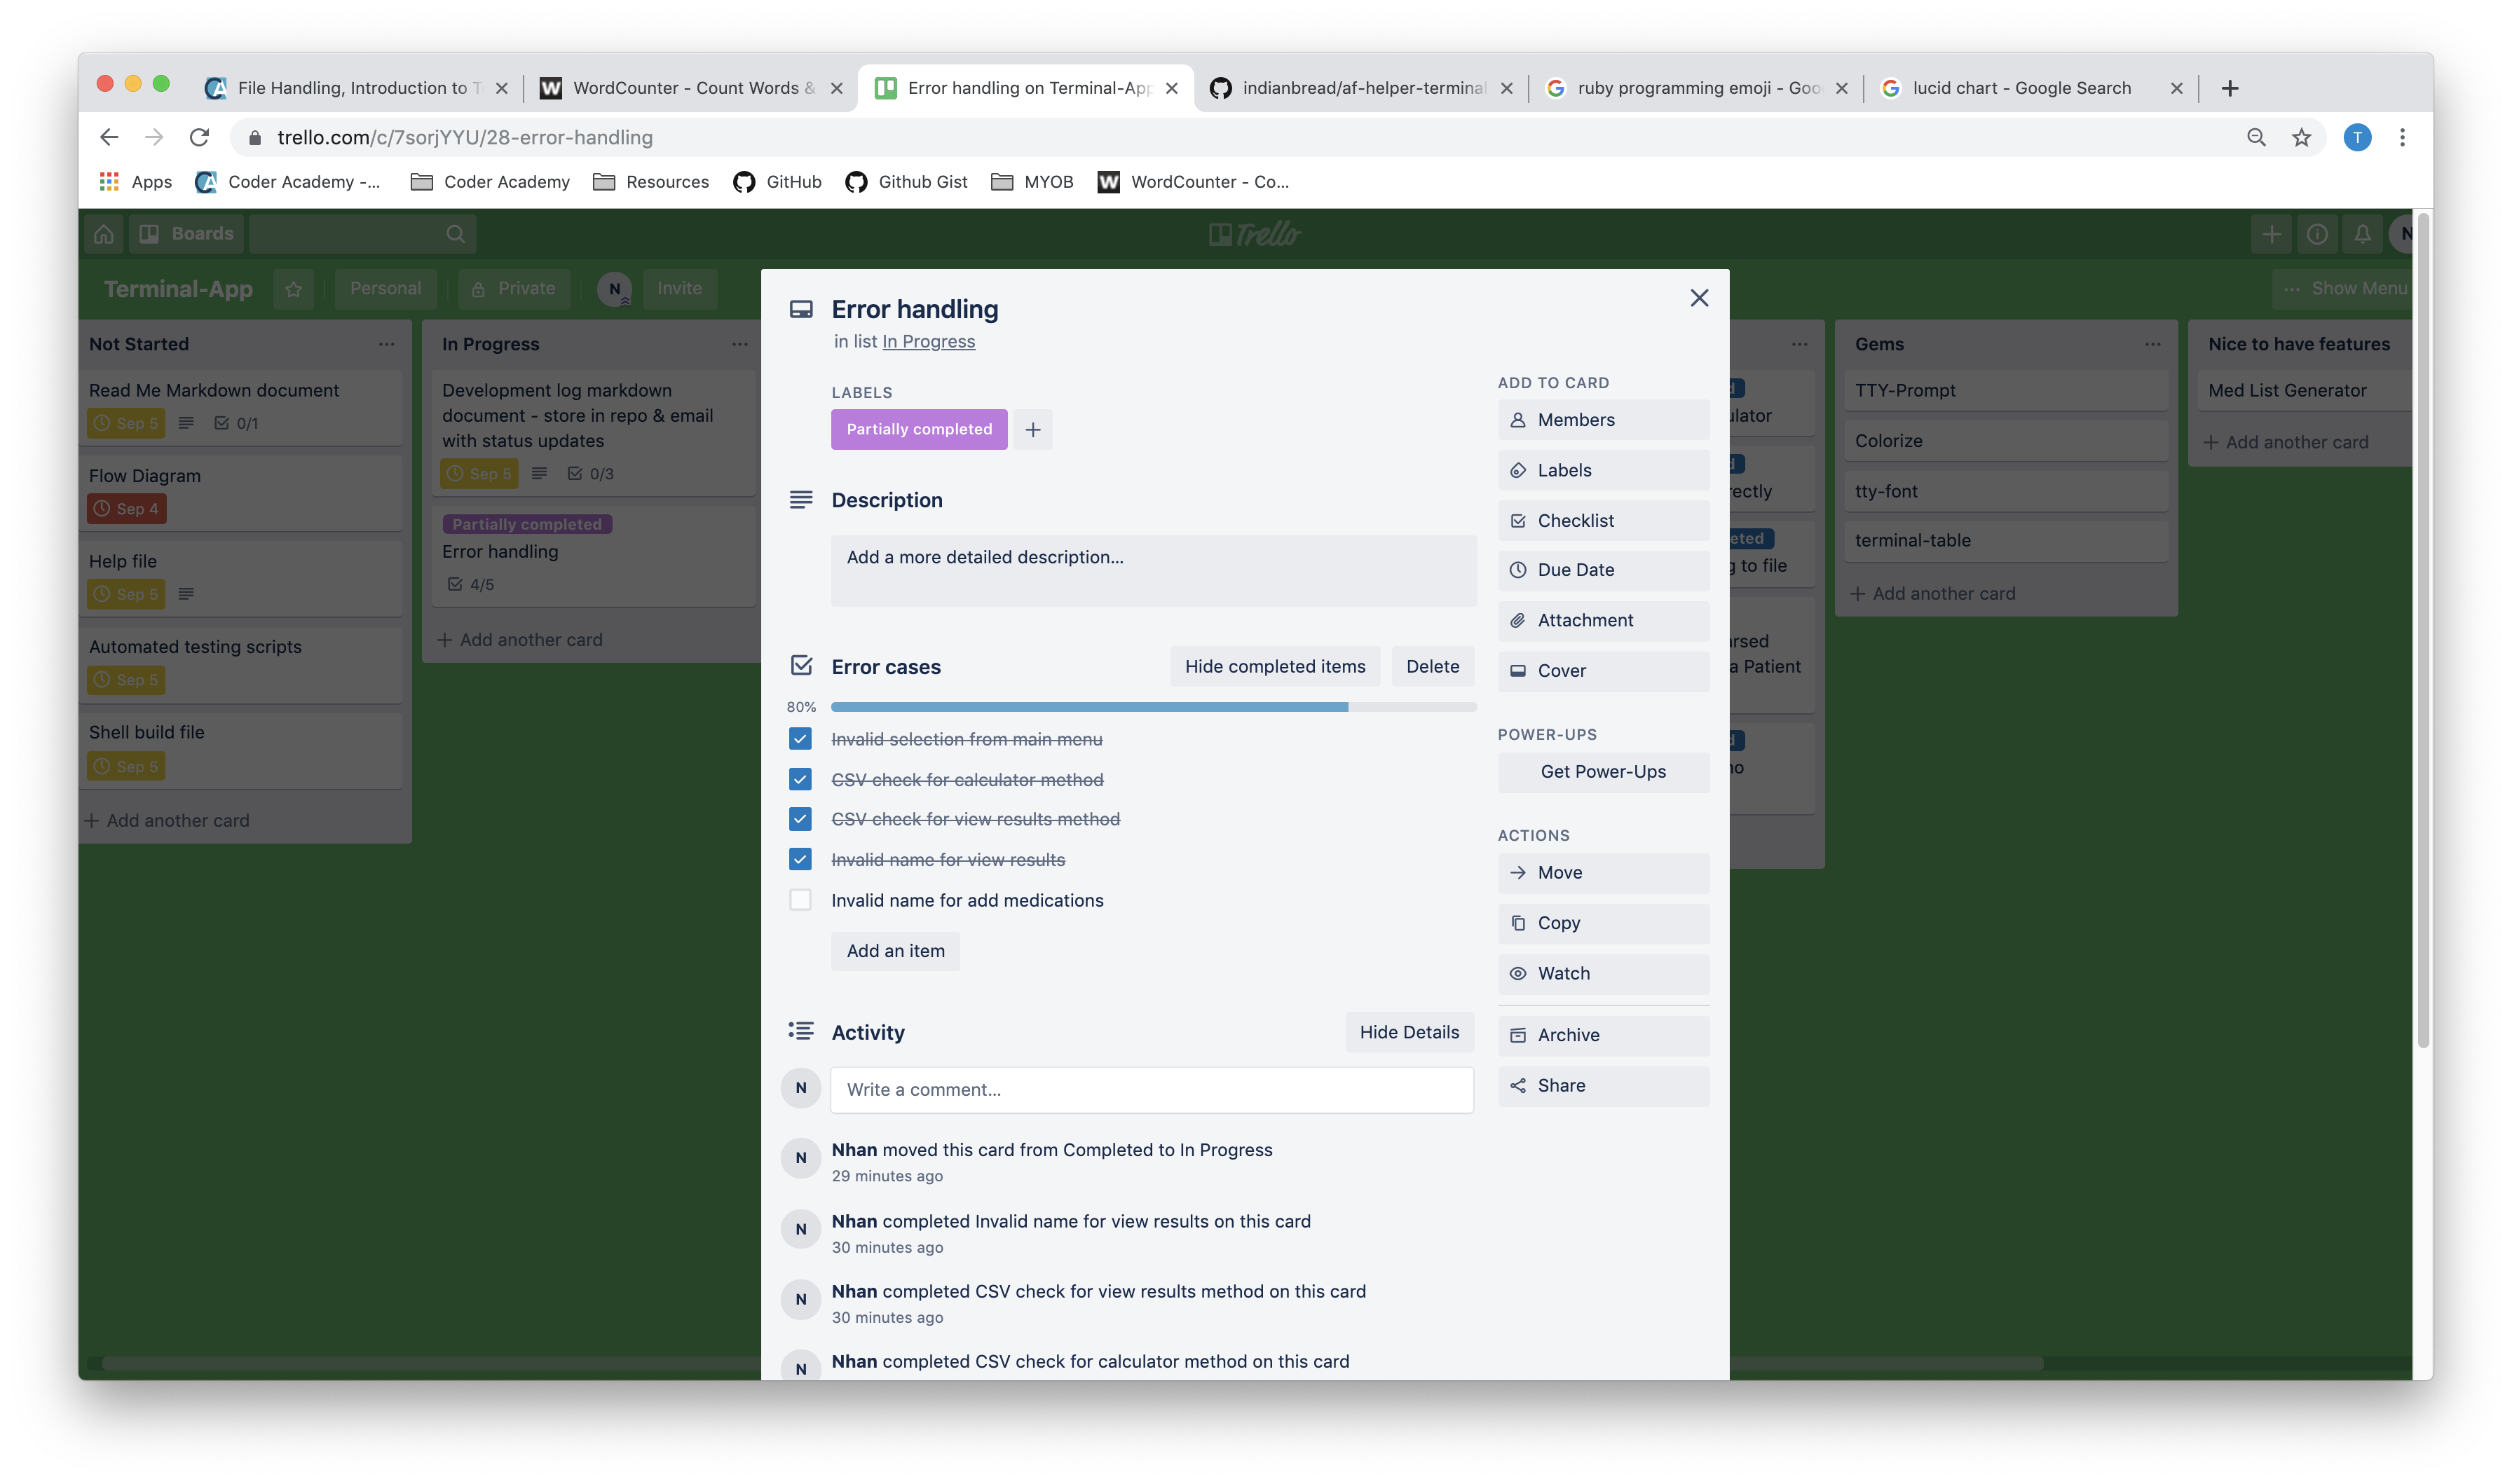 File Handling, Introduction to T
WordCounter - Count Words &
Error handling on Terminal-App
indianbread/af-helper-terminal
ruby programming emoji - Goo
lucid chart - Google Search
trello.com/c/7sorjYYU/28-error-handling
T
Apps
Coder Academy -...
Coder Academy
Resources
GitHub
Github Gist
MYOB
WordCounter - Co...
Boards
Trello
N
Terminal-App
Personal
Private
N
Invite
... Show Menu
Not Started
Read Me Markdown document
Sep 5
0/1
Flow Diagram
Sep 4
Help file
Sep 5
Automated testing scripts
Sep 5
Shell build file
Sep 5
+ Add another card
In Progress
Development log markdown
document - store in repo & email
with status updates
Sep 5
0/3
Partially completed
Error handling
4/5
+ Add another card
Error handling
in list In Progress
LABELS
Partially completed
+
Description
Add a more detailed description...
Error cases
Hide completed items
Delete
80%
Invalid selection from main menu
CSV check for calculator method
CSV check for view results method
Invalid name for view results
Invalid name for add medications
Add an item
Activity
Hide Details
N
Write a comment...
N
Nhan moved this card from Completed to In Progress
29 minutes ago
N
Nhan completed Invalid name for view results on this card
30 minutes ago
N
Nhan completed CSV check for view results method on this card
30 minutes ago
N
Nhan completed CSV check for calculator method on this card
ADD TO CARD
Members
Labels
Checklist
Due Date
Attachment
Cover
POWER-UPS
Get Power-Ups
ACTIONS
Move
Copy
Watch
Archive
Share
to file
a Patient
Gems
TTY-Prompt
Colorize
tty-font
terminal-table
+ Add another card
Nice to have features
Med List Generator
+ Add another card